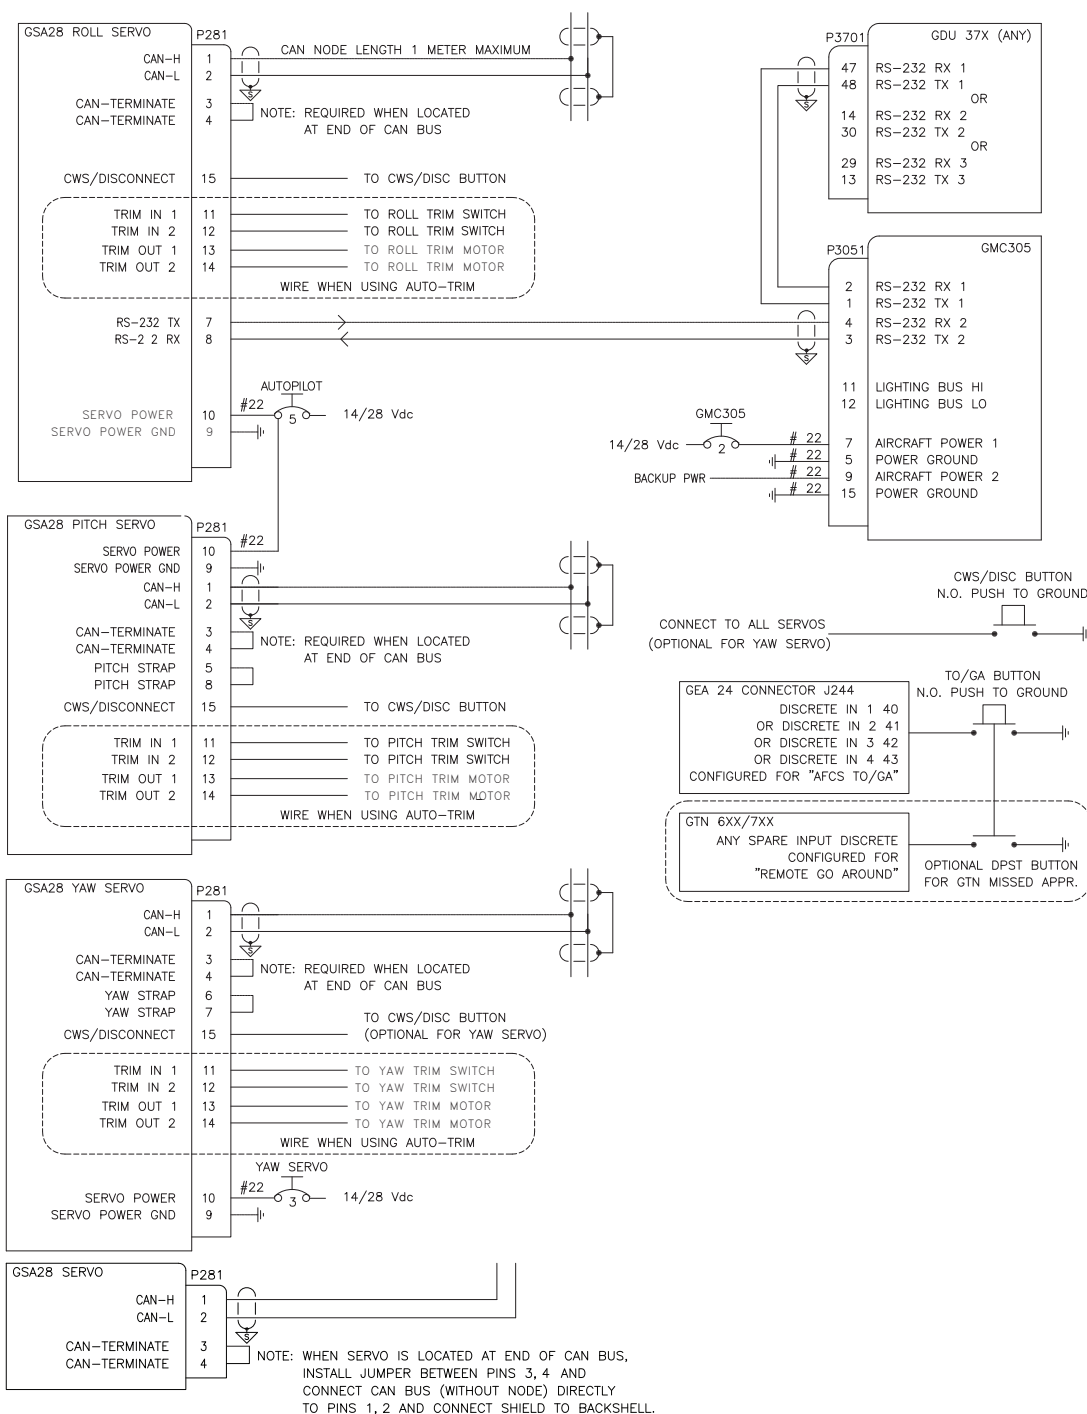 GSA28 ROLL SERVO
P281
CAN-H 1
CAN-L 2
CAN NODE LENGTH 1 METER MAXIMUM
S
CAN-TERMINATE 3
CAN-TERMINATE 4
NOTE: REQUIRED WHEN LOCATED
AT END OF CAN BUS
CWS/DISCONNECT 15 TO CWS/DISC BUTTON
TRIM IN 1 11 TO ROLL TRIM SWITCH
TRIM IN 2 12 TO ROLL TRIM SWITCH
TRIM OUT 1 13 TO ROLL TRIM MOTOR
TRIM OUT 2 14 TO ROLL TRIM MOTOR
WIRE WHEN USING AUTO-TRIM
RS-232 TX 7
RS-2 2 RX 8
AUTOPILOT
SERVO POWER 10 #22 5 14/28 Vdc
SERVO POWER GND 9
P3701
GDU 37X (ANY)
47 RS-232 RX 1
48 RS-232 TX 1
S
OR
14 RS-232 RX 2
30 RS-232 TX 2
OR
29 RS-232 RX 3
13 RS-232 TX 3
P3051
GMC305
2 RS-232 RX 1
1 RS-232 TX 1
4 RS-232 RX 2
3 RS-232 TX 2
S
11 LIGHTING BUS HI
12 LIGHTING BUS LO
GMC305
14/28 Vdc 2 # 22 7 AIRCRAFT POWER 1
# 22 5 POWER GROUND
BACKUP PWR # 22 9 AIRCRAFT POWER 2
# 22 15 POWER GROUND
GSA28 PITCH SERVO
P281
SERVO POWER 10 #22
SERVO POWER GND 9
CAN-H 1
CAN-L 2
S
CAN-TERMINATE 3
CAN-TERMINATE 4
NOTE: REQUIRED WHEN LOCATED
AT END OF CAN BUS
PITCH STRAP 5
PITCH STRAP 8
CWS/DISCONNECT 15 TO CWS/DISC BUTTON
TRIM IN 1 11 TO PITCH TRIM SWITCH
TRIM IN 2 12 TO PITCH TRIM SWITCH
TRIM OUT 1 13 TO PITCH TRIM MOTOR
TRIM OUT 2 14 TO PITCH TRIM MOTOR
WIRE WHEN USING AUTO-TRIM
CWS/DISC BUTTON
N.O. PUSH TO GROUND
CONNECT TO ALL SERVOS
(OPTIONAL FOR YAW SERVO)
TO/GA BUTTON
N.O. PUSH TO GROUND
GEA 24 CONNECTOR J244
DISCRETE IN 1 40
OR DISCRETE IN 2 41
OR DISCRETE IN 3 42
OR DISCRETE IN 4 43
CONFIGURED FOR "AFCS TO/GA"
GTN 6XX/7XX
ANY SPARE INPUT DISCRETE
CONFIGURED FOR
"REMOTE GO AROUND"
OPTIONAL DPST BUTTON
FOR GTN MISSED APPR.
GSA28 YAW SERVO
P281
CAN-H 1
CAN-L 2
S
CAN-TERMINATE 3
CAN-TERMINATE 4
NOTE: REQUIRED WHEN LOCATED
AT END OF CAN BUS
YAW STRAP 6
YAW STRAP 7
CWS/DISCONNECT 15
TO CWS/DISC BUTTON
(OPTIONAL FOR YAW SERVO)
TRIM IN 1 11 TO YAW TRIM SWITCH
TRIM IN 2 12 TO YAW TRIM SWITCH
TRIM OUT 1 13 TO YAW TRIM MOTOR
TRIM OUT 2 14 TO YAW TRIM MOTOR
WIRE WHEN USING AUTO-TRIM
YAW SERVO
SERVO POWER 10 #22 3 14/28 Vdc
SERVO POWER GND 9
GSA28 SERVO
P281
CAN-H 1
CAN-L 2
S
CAN-TERMINATE 3
CAN-TERMINATE 4
NOTE: WHEN SERVO IS LOCATED AT END OF CAN BUS,
INSTALL JUMPER BETWEEN PINS 3, 4 AND
CONNECT CAN BUS (WITHOUT NODE) DIRECTLY
TO PINS 1, 2 AND CONNECT SHIELD TO BACKSHELL.